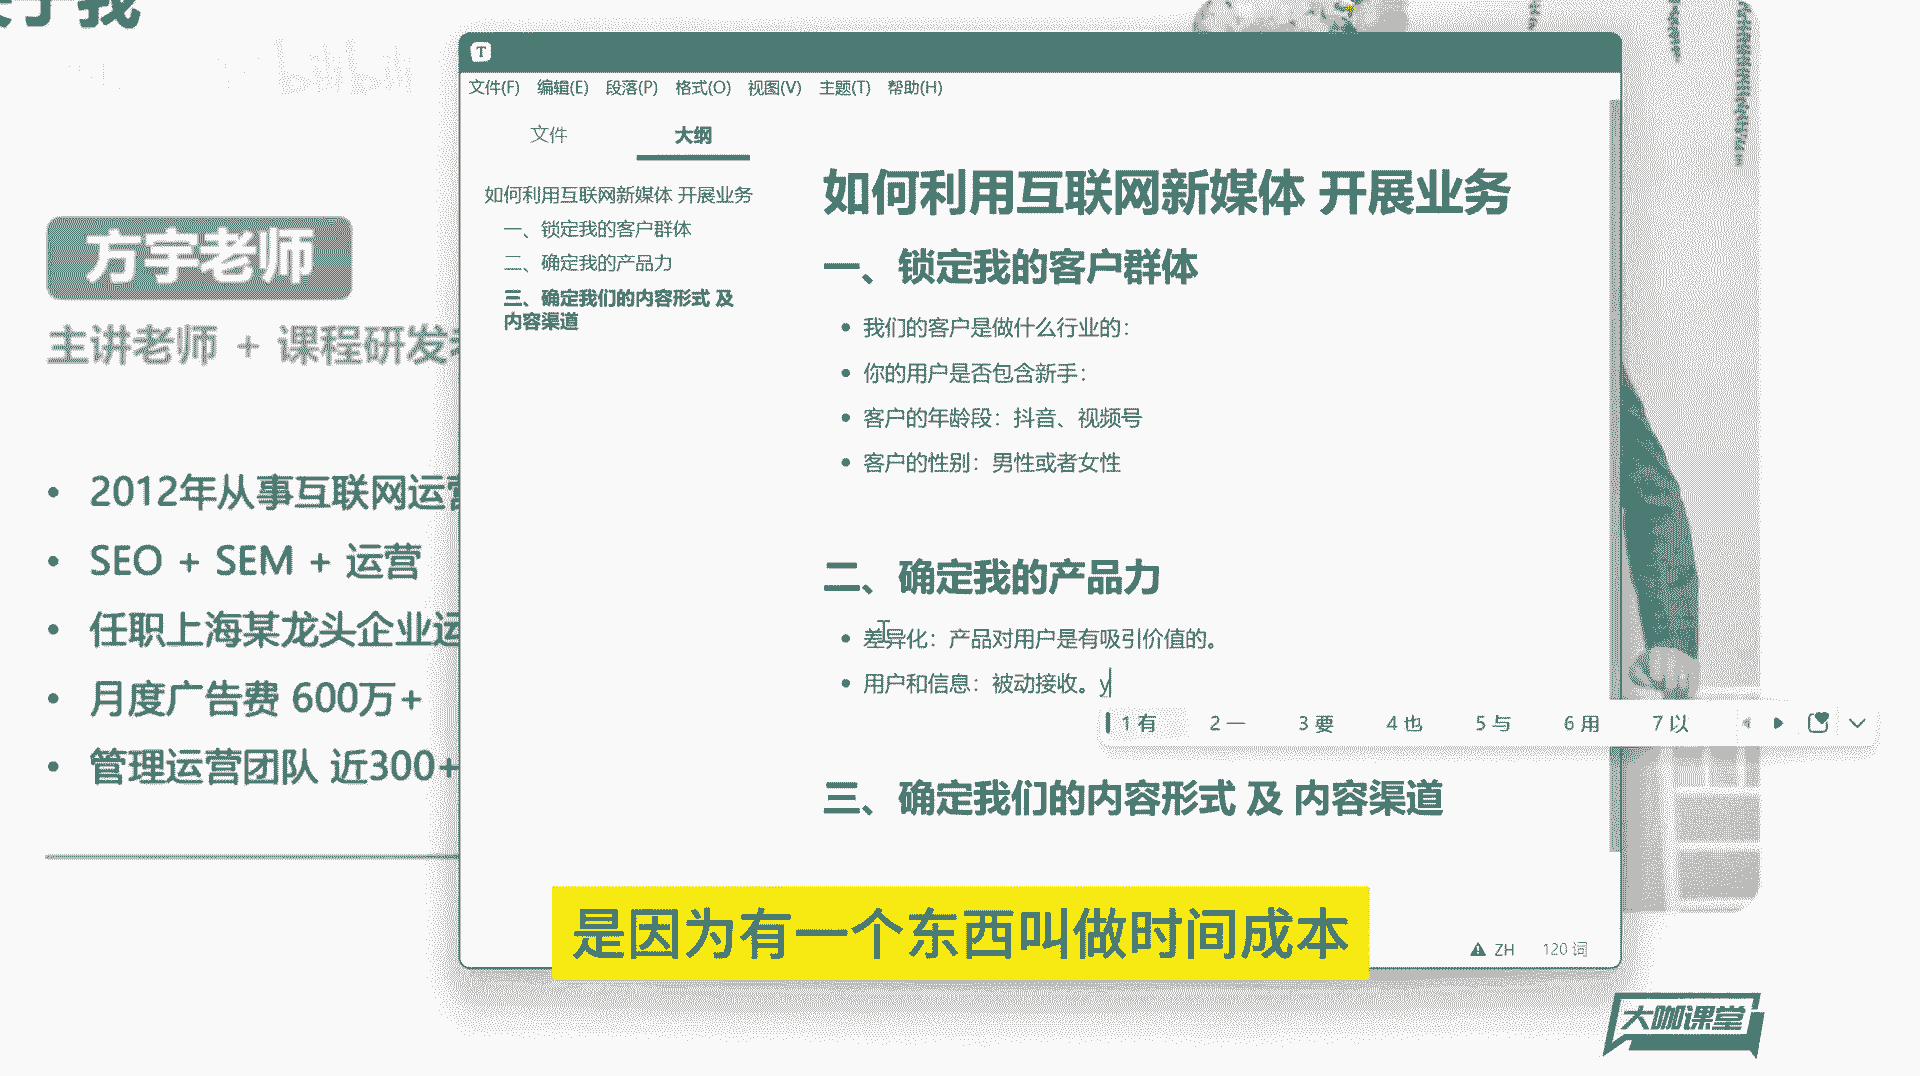 方宇老师
主讲老师 + 课程研发
2012年从事互联网运营
SEO + SEM + 运营
任职上海某龙头企业运
月度广告费 600万+
管理运营团队 近300+
bilibili
T
文件(F) 编辑(E) 段落(P) 格式(O) 视图(V) 主题(T) 帮助(H)
文件 大纲
如何利用互联网新媒体 开展业务
一、锁定我的客户群体
二、确定我的产品力
三、确定我们的内容形式 及
内容渠道
如何利用互联网新媒体 开展业务
一、锁定我的客户群体
我们的客户是做什么行业的：
你的用户是否包含新手：
客户的年龄段：抖音、视频号
客户的性别：男性或者女性
二、确定我的产品力
差异化：产品对用户是有吸引价值的。
用户和信息：被动接收。y
1 有 2 一 3 要 4 也 5 与 6 用 7 以
三、确定我们的内容形式 及 内容渠道
是因为有一个东西叫做时间成本
ZH 120 词
大咖课堂